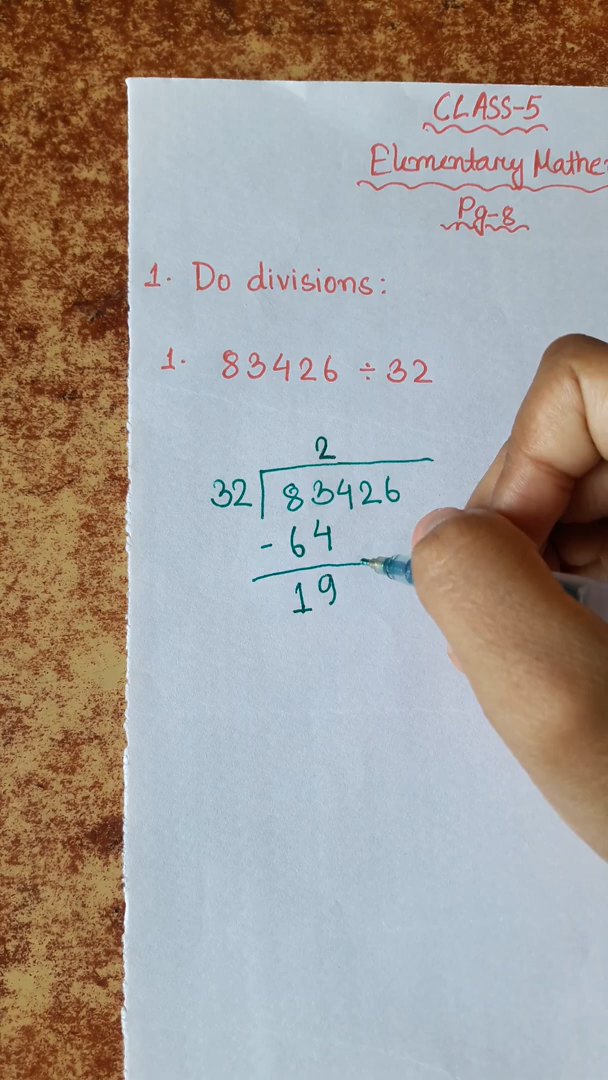 CLASS-5
Elementary Mathe
Pg-8
1. Do divisions:
1. 83426 ÷ 32
2
32 83426
- 64
19